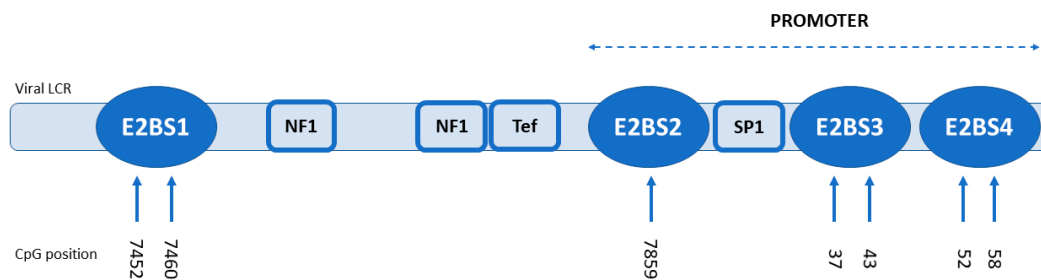 PROMOTER
Viral LCR
E2BS1 NF1 NF1 Tef E2BS2 SP1 E2BS3 E2BS4
CpG position 7452 7460 7859 37 43 52 58